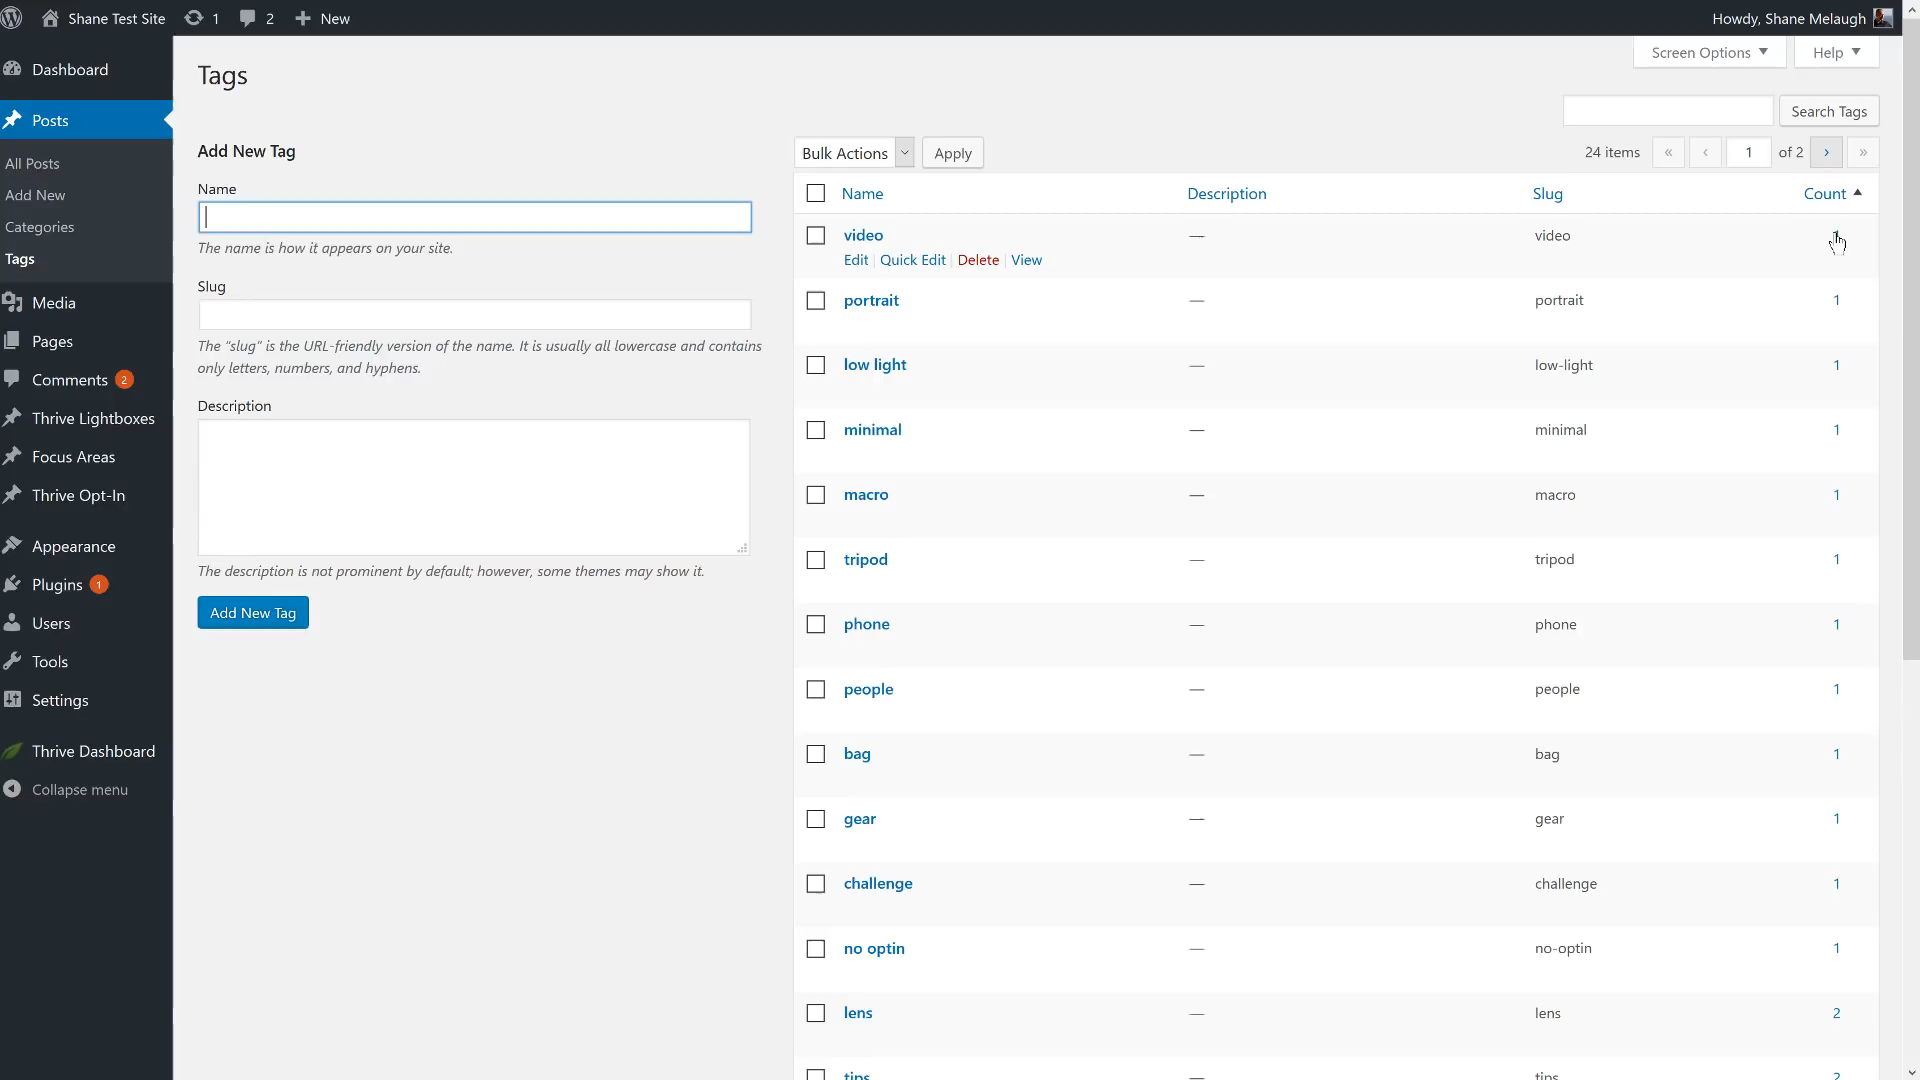 Shane Test Site 1 2 New Howdy, Shane Melaugh
Screen Options Help
Dashboard
Posts
All Posts
Add New
Categories
Tags
Media
Pages
Comments 2
Thrive Lightboxes
Focus Areas
Thrive Opt-In
Appearance
Plugins 1
Users
Tools
Settings
Thrive Dashboard
Collapse menu
Tags
Search Tags
Add New Tag
Name
The name is how it appears on your site.
Slug
The “slug” is the URL-friendly version of the name. It is usually all lowercase and contains
only letters, numbers, and hyphens.
Description
The description is not prominent by default; however, some themes may show it.
Add New Tag
Bulk Actions Apply 24 items « ‹ 1 of 2 › »
Name Description Slug Count
video — video
Edit | Quick Edit | Delete | View
portrait — portrait 1
low light — low-light 1
minimal — minimal 1
macro — macro 1
tripod — tripod 1
phone — phone 1
people — people 1
bag — bag 1
gear — gear 1
challenge — challenge 1
no optin — no-optin 1
lens — lens 2
tips — tips 2